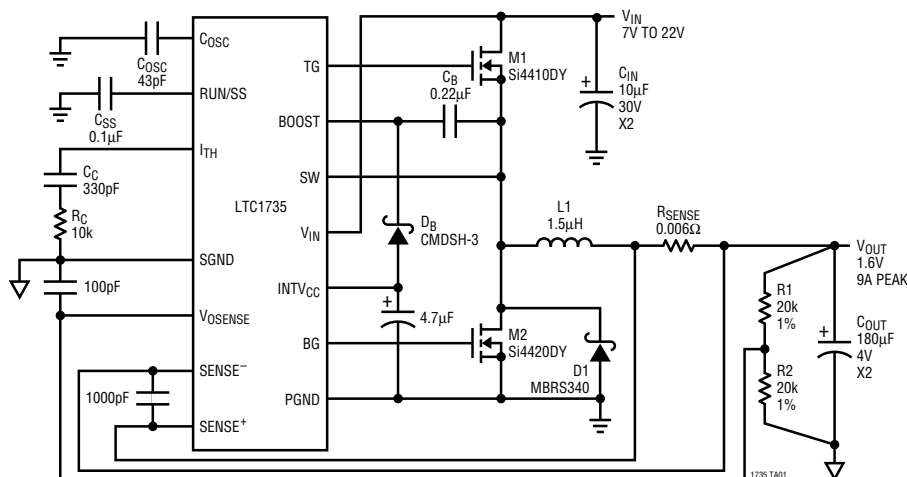 COSC
43pF
COSC
RUN/SS
CSS
0.1µF
ITH
CC
330pF
RC
10k
SGND
100pF
VOSENSE
SENSE–
1000pF
SENSE+
LTC1735
TG
BOOST
SW
VIN
INTVCC
BG
PGND
CB
0.22µF
DB
CMDSH-3
+
4.7µF
M1
Si4410DY
VIN
7V TO 22V
+
CIN
10µF
30V
X2
L1
1.5µH
RSENSE
0.006Ω
M2
Si4420DY
D1
MBRS340
VOUT
1.6V
9A PEAK
R1
20k
1%
R2
20k
1%
+
COUT
180µF
4V
X2
1735 TA01